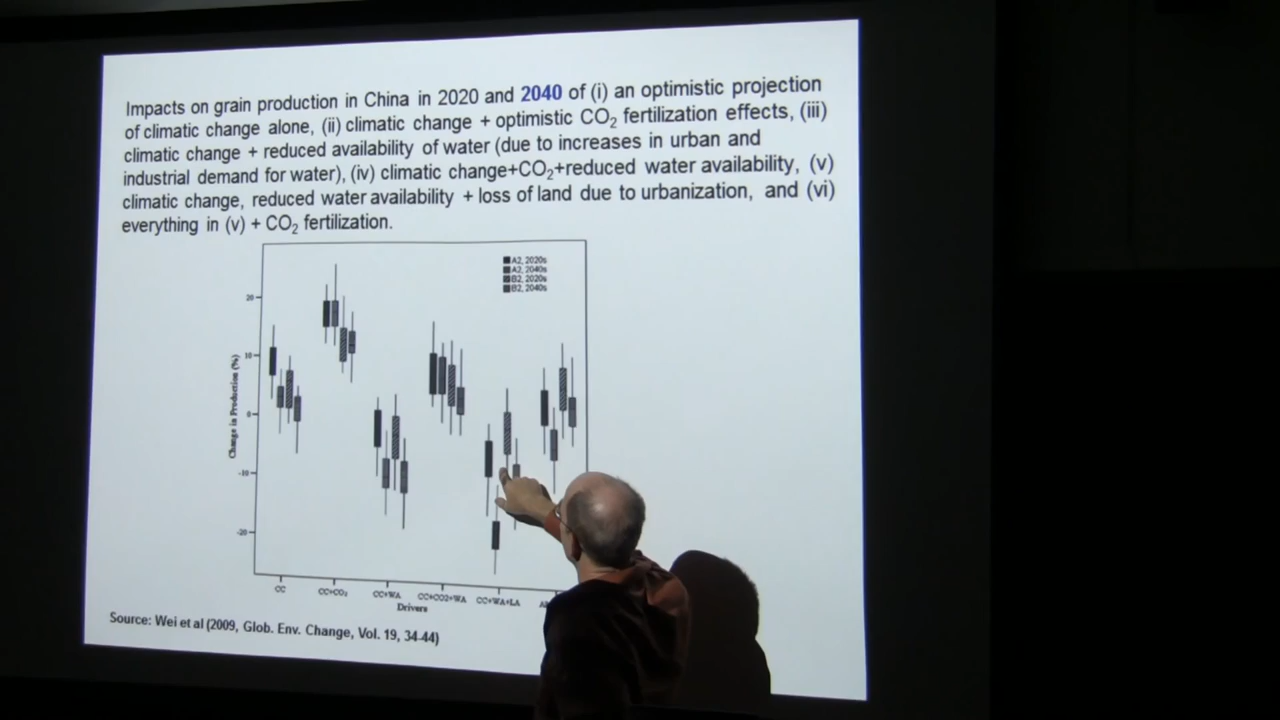 Impacts on grain production in China in 2020 and 2040 of (i) an optimistic projection
of climatic change alone, (ii) climatic change + optimistic CO₂ fertilization effects, (iii)
climatic change + reduced availability of water (due to increases in urban and
industrial demand for water), (iv) climatic change+CO₂+reduced water availability, (v)
climatic change, reduced water availability + loss of land due to urbanization, and (vi)
everything in (v) + CO₂ fertilization.
A2, 2020s
A2, 2040s
B2, 2020s
B2, 2040s
20
10
0
-10
-20
Change in Production (%)
CC CC+CO₂ CC+WA CC+CO2+WA CC+WA+LA
Drivers
Source: Wei et al (2009, Glob. Env. Change, Vol. 19, 34-44)